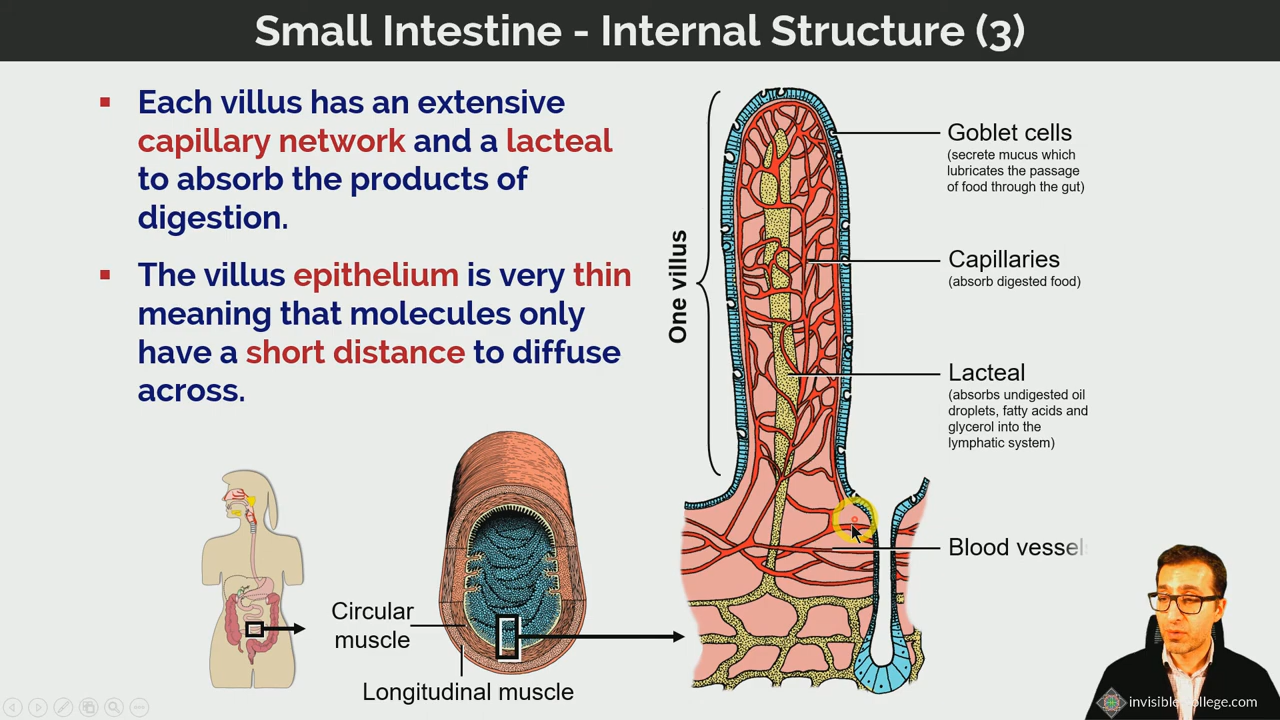 Small Intestine - Internal Structure (3)
Each villus has an extensive
capillary network and a lacteal
to absorb the products of
digestion.
The villus epithelium is very thin
meaning that molecules only
have a short distance to diffuse
across.
One villus
Goblet cells
(secrete mucus which
lubricates the passage
of food through the gut)
Capillaries
(absorb digested food)
Lacteal
(absorbs undigested oil
droplets, fatty acids and
glycerol into the
lymphatic system)
Blood vessel
Circular
muscle
Longitudinal muscle
invisiblecollege.com